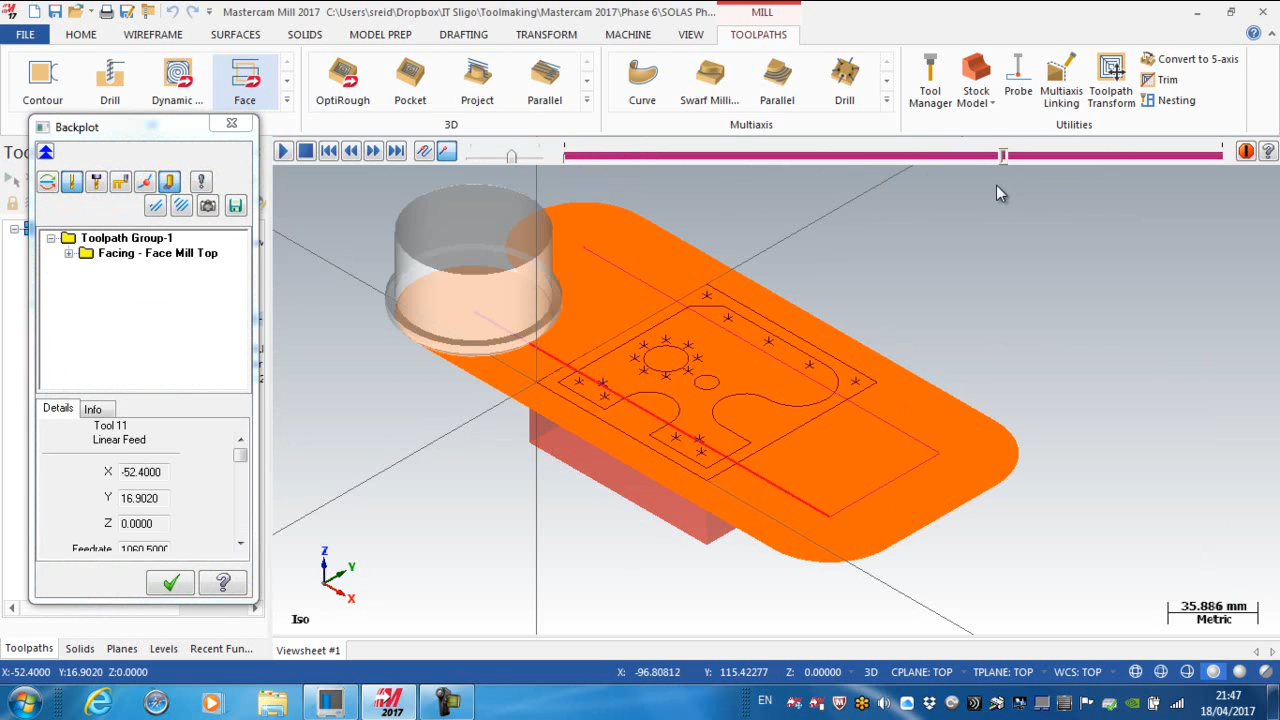 Mastercam Mill 2017 C:\Users\sreid\Dropbox\IT Sligo\Toolmaking\Mastercam 2017\Phase 6\SOLAS Ph...
MILL
FILE HOME WIREFRAME SURFACES SOLIDS MODEL PREP DRAFTING TRANSFORM MACHINE VIEW TOOLPATHS
Contour Drill Dynamic ... Face OptiRough Pocket Project Parallel Curve Swarf Milli... Parallel Drill Tool Manager Stock Model Probe Multiaxis Linking Toolpath Transform
Convert to 5-axis
Trim
Nesting
3D Multiaxis Utilities
Backplot
Toolpath Group-1
Facing - Face Mill Top
Details Info
Tool 11
Linear Feed
X -52.4000
Y 16.9020
Z 0.0000
Feedrate 1060.5000
Z
Y
X
Iso
35.886 mm
Metric
Toolpaths Solids Planes Levels Recent Fun...
Viewsheet #1
X:-52.4000 Y:16.9020 Z:0.0000 X: -96.80812 Y: 115.42277 Z: 0.00000 3D CPLANE: TOP TPLANE: TOP WCS: TOP
2017
EN
21:47
18/04/2017